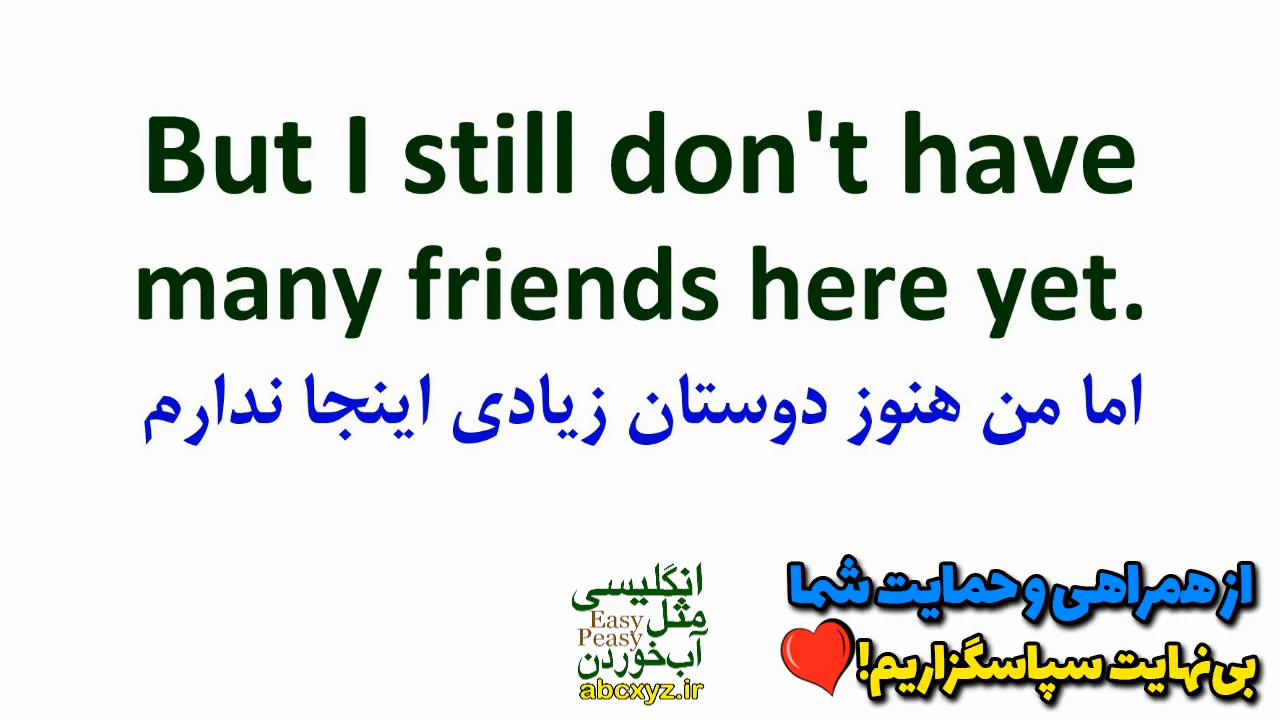 But I still don't have
many friends here yet.
اما من هنوز دوستان زیادی اینجا ندارم
انگلیسی
مثل
Easy
Peasy
آب‌خوردن
abcxyz.ir
از همراهی و حمایت شما
بی‌نهایت سپاسگزاریم!